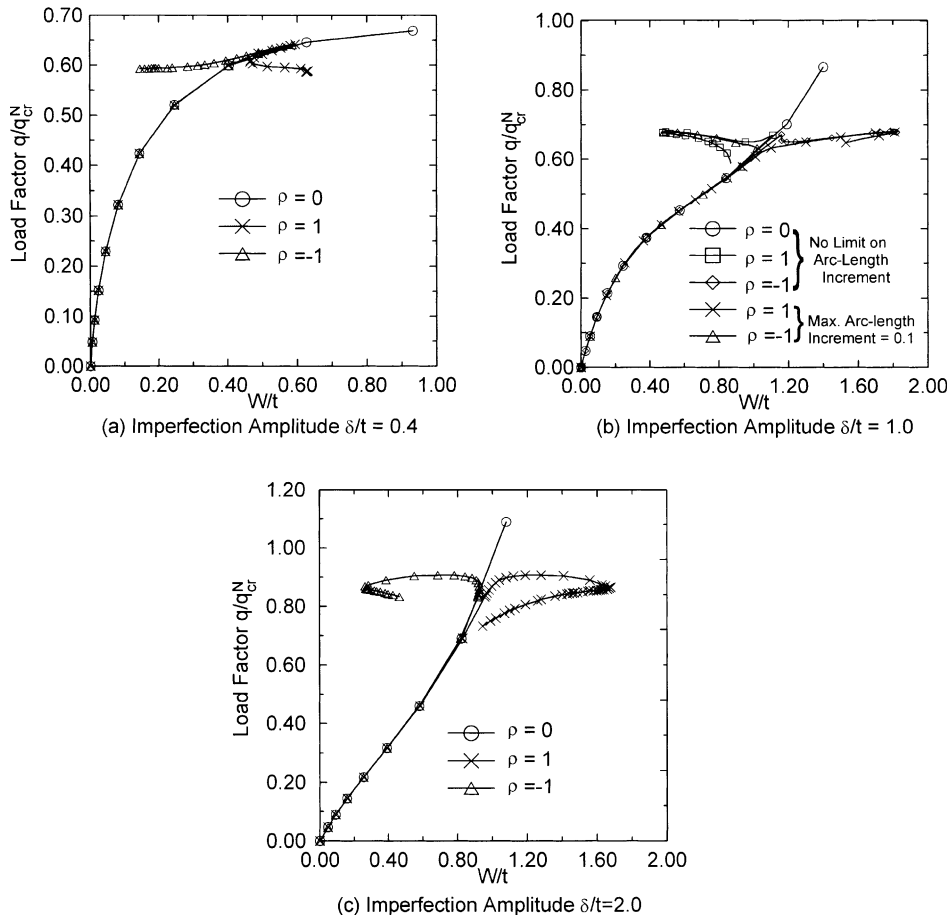 0.70
0.60
0.50
0.40
0.30
0.20
0.10
0.00
Load Factor q/q^N_cr
ρ = 0
ρ = 1
ρ =-1
0.00 0.20 0.40 0.60 0.80 1.00
W/t
(a) Imperfection Amplitude δ/t = 0.4
1.00
0.80
0.60
0.40
0.20
0.00
Load Factor q/q^N_cr
ρ = 0
ρ = 1
ρ =-1
No Limit on
Arc-Length
Increment
ρ = 1
ρ =-1
Max. Arc-length
Increment = 0.1
0.00 0.40 0.80 1.20 1.60 2.00
W/t
(b) Imperfection Amplitude δ/t = 1.0
1.20
1.00
0.80
0.60
0.40
0.20
0.00
Load Factor q/q^N_cr
ρ = 0
ρ = 1
ρ =-1
0.00 0.40 0.80 1.20 1.60 2.00
W/t
(c) Imperfection Amplitude δ/t=2.0